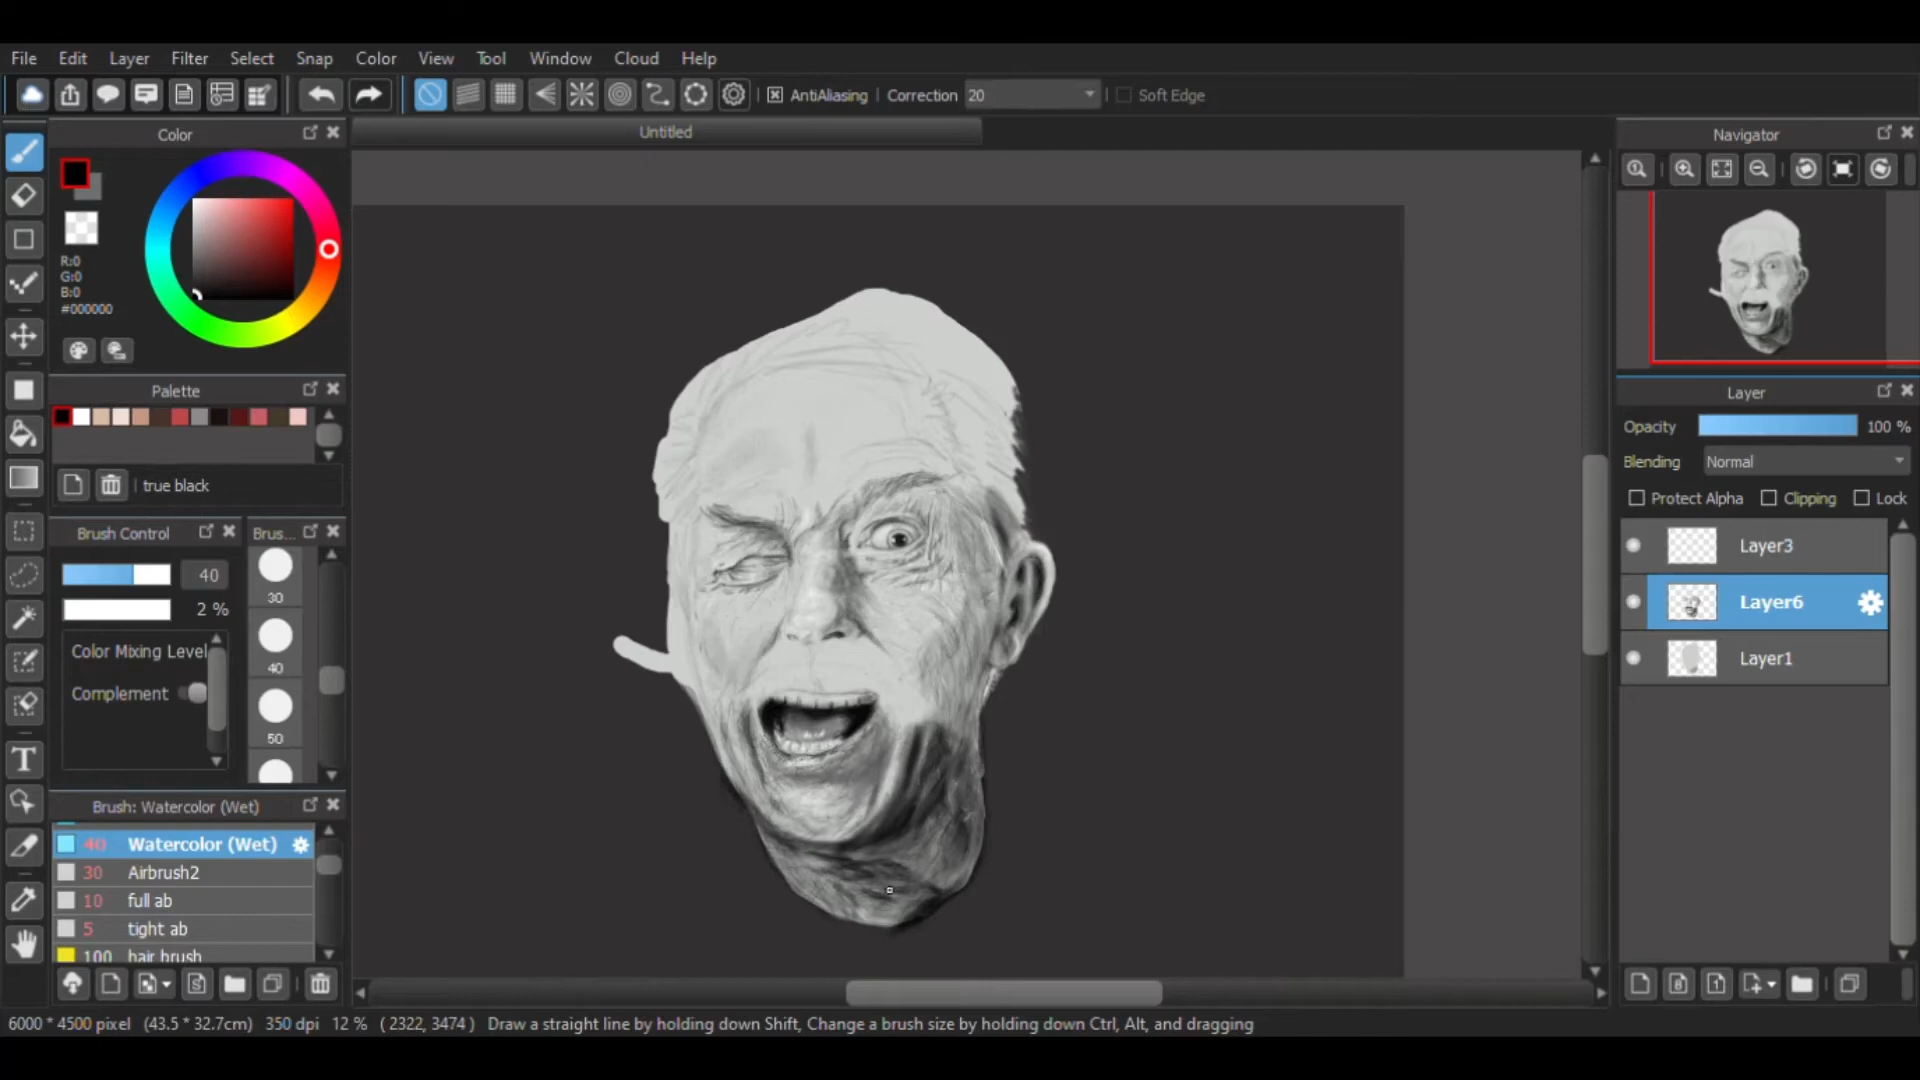 File Edit Layer Filter Select Snap Color View Tool Window Cloud Help
AntiAliasing Correction 20 Soft Edge
Color
R:0
G:0
B:0
#000000
Palette
true black
Brush Control
40
2 %
Color Mixing Level
Complement
Brus...
30
40
50
Brush: Watercolor (Wet)
40 Watercolor (Wet)
30 Airbrush2
10 full ab
5 tight ab
100 hair brush
Untitled
Navigator
Layer
Opacity 100 %
Blending Normal
Protect Alpha Clipping Lock
Layer3
Layer6
Layer1
6000 * 4500 pixel (43.5 * 32.7cm) 350 dpi 12 % ( 2322, 3474 ) Draw a straight line by holding down Shift, Change a brush size by holding down Ctrl, Alt, and dragging